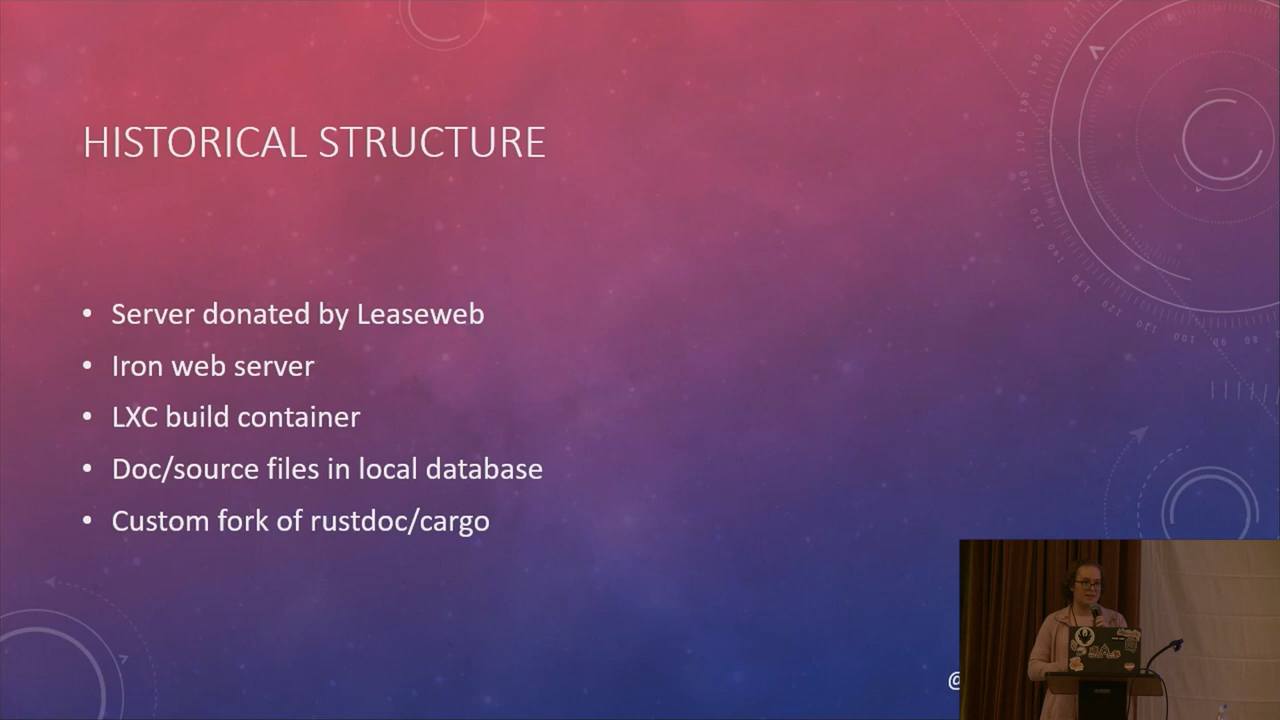 HISTORICAL STRUCTURE
• Server donated by Leaseweb
• Iron web server
• LXC build container
• Doc/source files in local database
• Custom fork of rustdoc/cargo
@